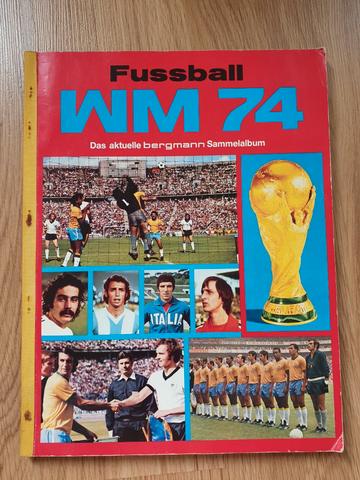 Fussball
WM 74
Das aktuelle bergmann Sammelalbum
ITALIA